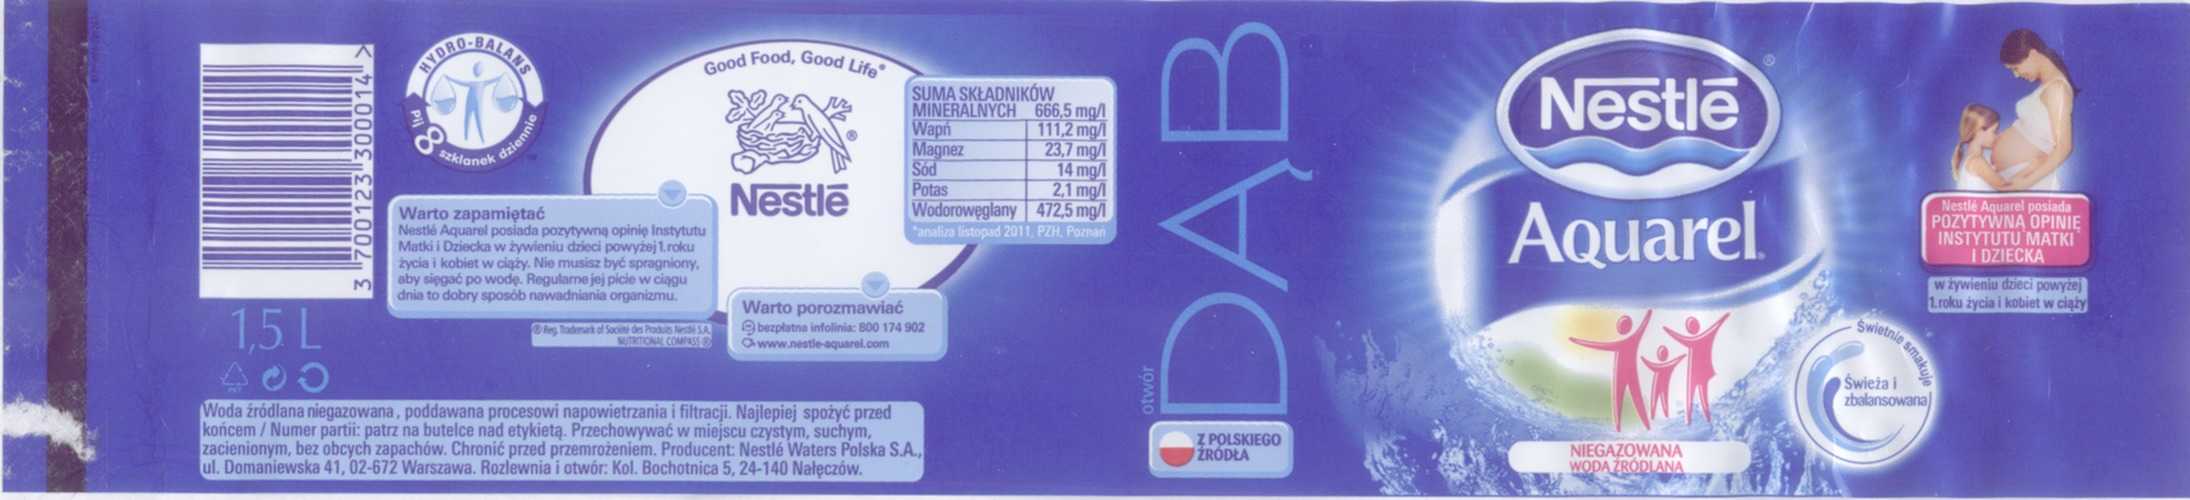 3 700123 300014 >
HYDRO-BALANS
Pij 8 szklanek dziennie
TM
Good Food, Good Life®
®
Nestlé
SUMA SKŁADNIKÓW
MINERALNYCH 666,5 mg/l
Wapń 111,2 mg/l
Magnez 23,7 mg/l
Sód 14 mg/l
Potas 2,1 mg/l
Wodorowęglany 472,5 mg/l
*analiza listopad 2011, PZH, Poznań
Warto zapamiętać
Nestlé Aquarel posiada pozytywną opinię Instytutu
Matki i Dziecka w żywieniu dzieci powyżej 1.roku
życia i kobiet w ciąży. Nie musisz być spragniony,
aby sięgać po wodę. Regularne jej picie w ciągu
dnia to dobry sposób nawadniania organizmu.
® Reg. Trademark of Société des Produits Nestlé S.A.
NUTRITIONAL COMPASS ®
Warto porozmawiać
bezpłatna infolinia: 800 174 902
www.nestle-aquarel.com
1,5 L
PET
Woda źródlana niegazowana, poddawana procesowi napowietrzania i filtracji. Najlepiej spożyć przed
końcem / Numer partii: patrz na butelce nad etykietą. Przechowywać w miejscu czystym, suchym,
zacienionym, bez obcych zapachów. Chronić przed przemrożeniem. Producent: Nestlé Waters Polska S.A.,
ul. Domaniewska 41, 02-672 Warszawa. Rozlewnia i otwór: Kol. Bochotnica 5, 24-140 Nałęczów.
otwór
DĄB
Z POLSKIEGO
ŹRÓDŁA
Nestlé
®
Aquarel
NIEGAZOWANA
WODA ŹRÓDLANA
Świetnie smakuje
Świeża i
zbalansowana
Nestlé Aquarel posiada
POZYTYWNĄ OPINIĘ
INSTYTUTU MATKI
I DZIECKA
w żywieniu dzieci powyżej
1.roku życia i kobiet w ciąży